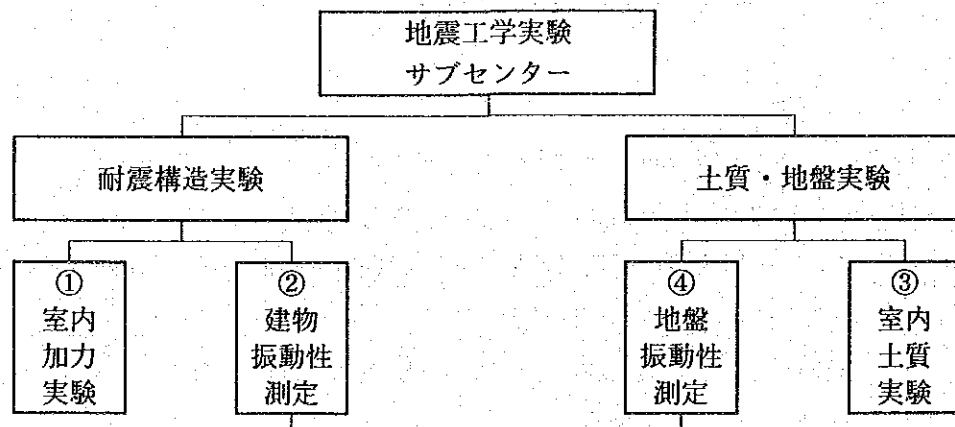 地震工学実験
サブセンター
耐震構造実験
土質・地盤実験
①
室内
加力
実験
②
建物
振動性
測定
④
地盤
振動性
測定
③
室内
土質
実験